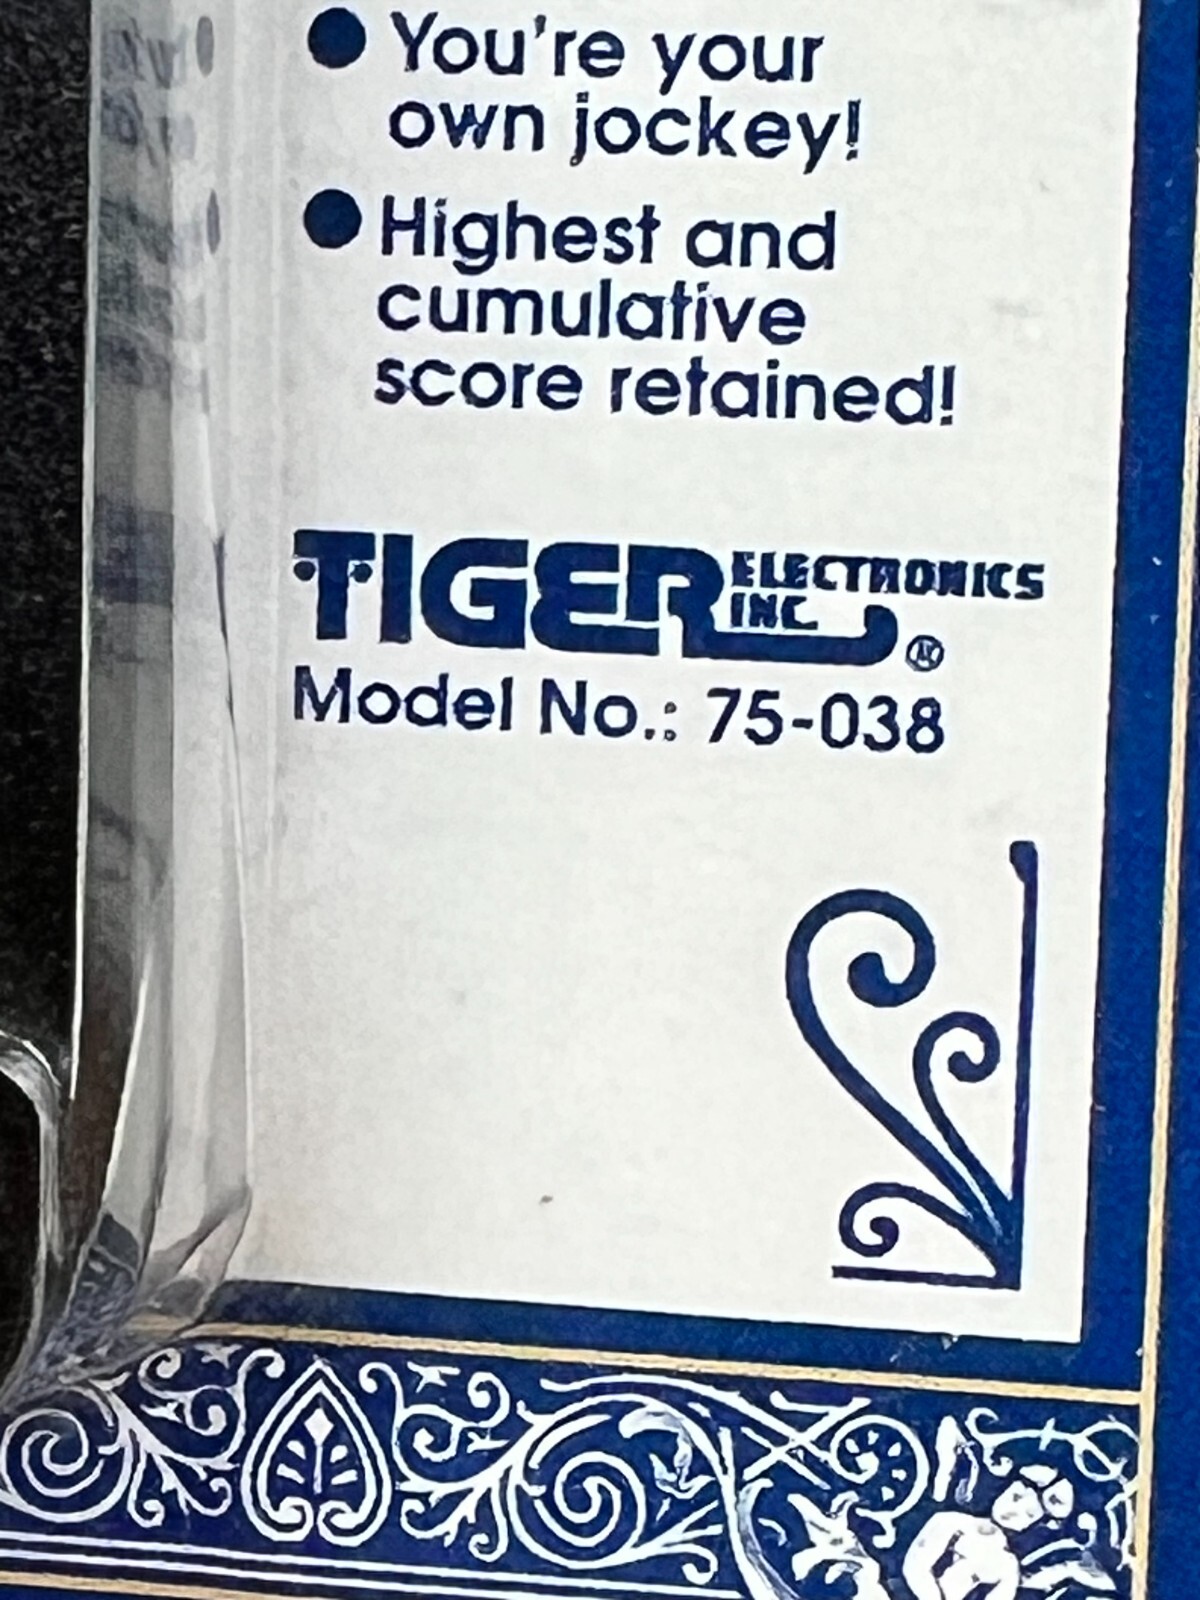 ● You're your
own jockey!
● Highest and
cumulative
score retained!
TIGER ELECTRONICS
INC. ®
Model No.: 75-038